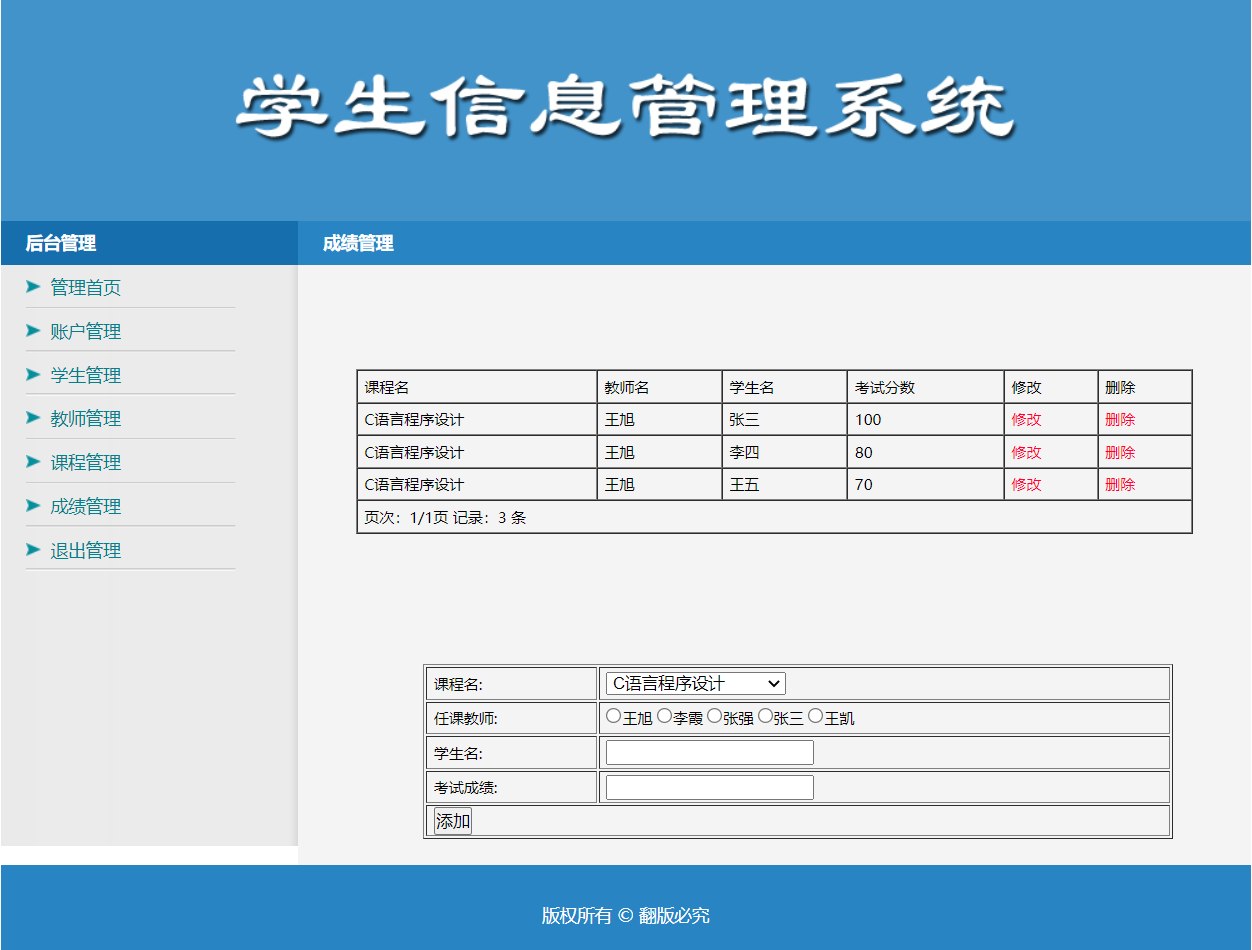 学生信息管理系统
后台管理
成绩管理
管理首页
账户管理
学生管理
教师管理
课程管理
成绩管理
退出管理
课程名 教师名 学生名 考试分数 修改 删除
C语言程序设计 王旭 张三 100 修改 删除
C语言程序设计 王旭 李四 80 修改 删除
C语言程序设计 王旭 王五 70 修改 删除
页次：1/1页 记录：3 条
课程名: C语言程序设计
任课教师: 王旭 李霞 张强 张三 王凯
学生名:
考试成绩:
添加
版权所有 © 翻版必究